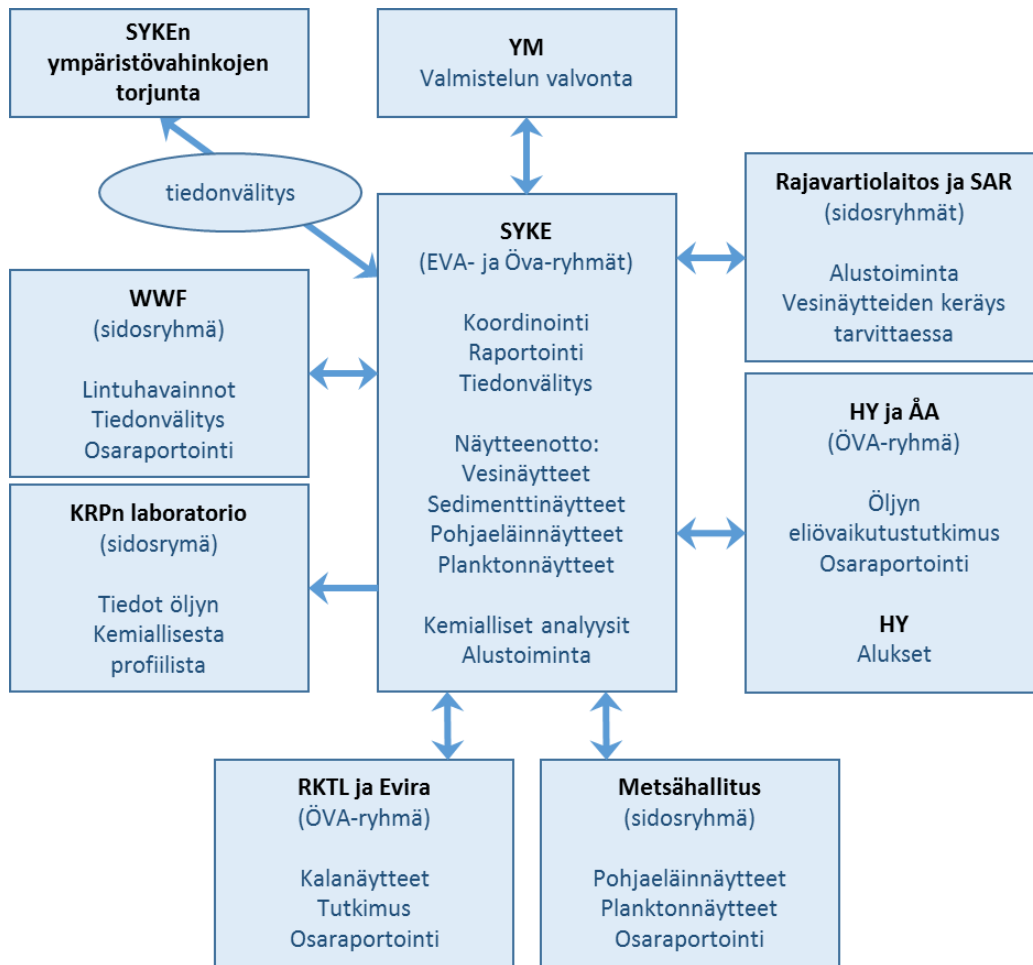 SYKEn
ympäristövahinkojen
torjunta
YM
Valmistelun valvonta
tiedonvälitys
SYKE
(EVA- ja Öva-ryhmät)
Koordinointi
Raportointi
Tiedonvälitys
Näytteenotto:
Vesinäytteet
Sedimenttinäytteet
Pohjaeläinnäytteet
Planktonnäytteet
Kemialliset analyysit
Alustoiminta
Rajavartiolaitos ja SAR
(sidosryhmät)
Alustoiminta
Vesinäytteiden keräys
tarvittaessa
WWF
(sidosryhmä)
Lintuhavainnot
Tiedonvälitys
Osaraportointi
HY ja ÅA
(ÖVA-ryhmä)
Öljyn
eliövaikutustutkimus
Osaraportointi
HY
Alukset
KRPn laboratorio
(sidosrymä)
Tiedot öljyn
Kemiallisesta
profiilista
RKTL ja Evira
(ÖVA-ryhmä)
Kalanäytteet
Tutkimus
Osaraportointi
Metsähallitus
(sidosryhmä)
Pohjaeläinnäytteet
Planktonnäytteet
Osaraportointi